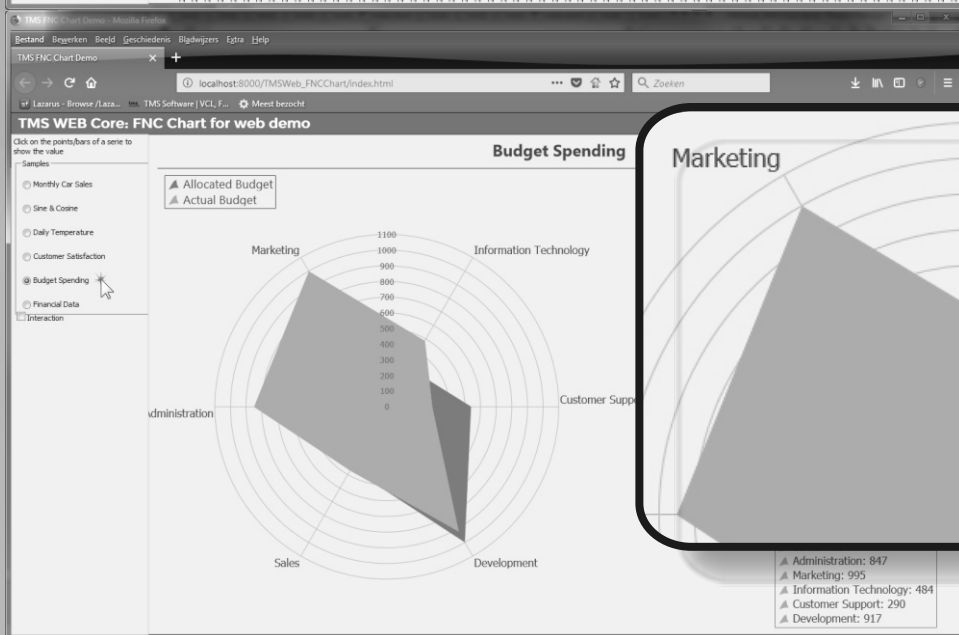 TMS FNC Chart Demo - Mozilla Firefox
Bestand Bewerken Beeld Geschiedenis Bladwijzers Extra Help
TMS FNC Chart Demo
localhost:8000/TMSWeb_FNCChart/index.html
Zoeken
Lazarus - Browse /Laza... TMS Software | VCL, F... Meest bezocht
TMS WEB Core: FNC Chart for web demo
Click on the points/bars of a serie to
show the value
Samples
Monthly Car Sales
Sine & Cosine
Daily Temperature
Customer Satisfaction
Budget Spending
Financial Data
Interaction
Budget Spending
Allocated Budget
Actual Budget
1100
1000
900
800
700
600
500
400
300
200
100
0
Marketing
Information Technology
Customer Suppo
dministration
Sales
Development
Marketing
Administration: 847
Marketing: 995
Information Technology: 484
Customer Support: 290
Development: 917